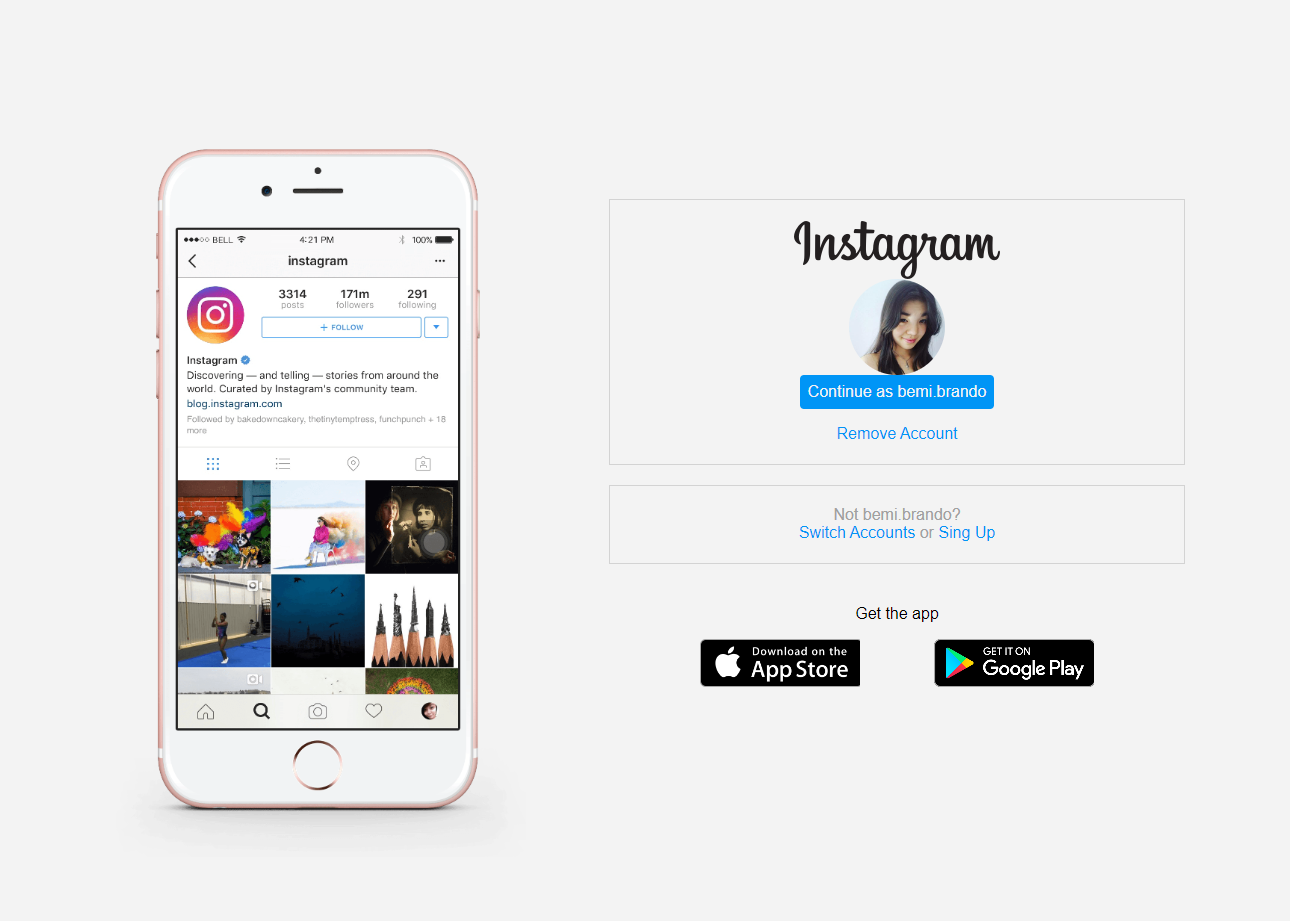 BELL
4:21 PM
100%
instagram
3314
171m
291
posts
followers
following
+ FOLLOW
Instagram
Discovering — and telling — stories from around the
world. Curated by Instagram's community team.
blog.instagram.com
Followed by bakedowncakery, thetinytemptress, funchpunch + 18
more
Instagram
Continue as bemi.brando
Remove Account
Not bemi.brando?
Switch Accounts or Sing Up
Get the app
Download on the
App Store
GET IT ON
Google Play